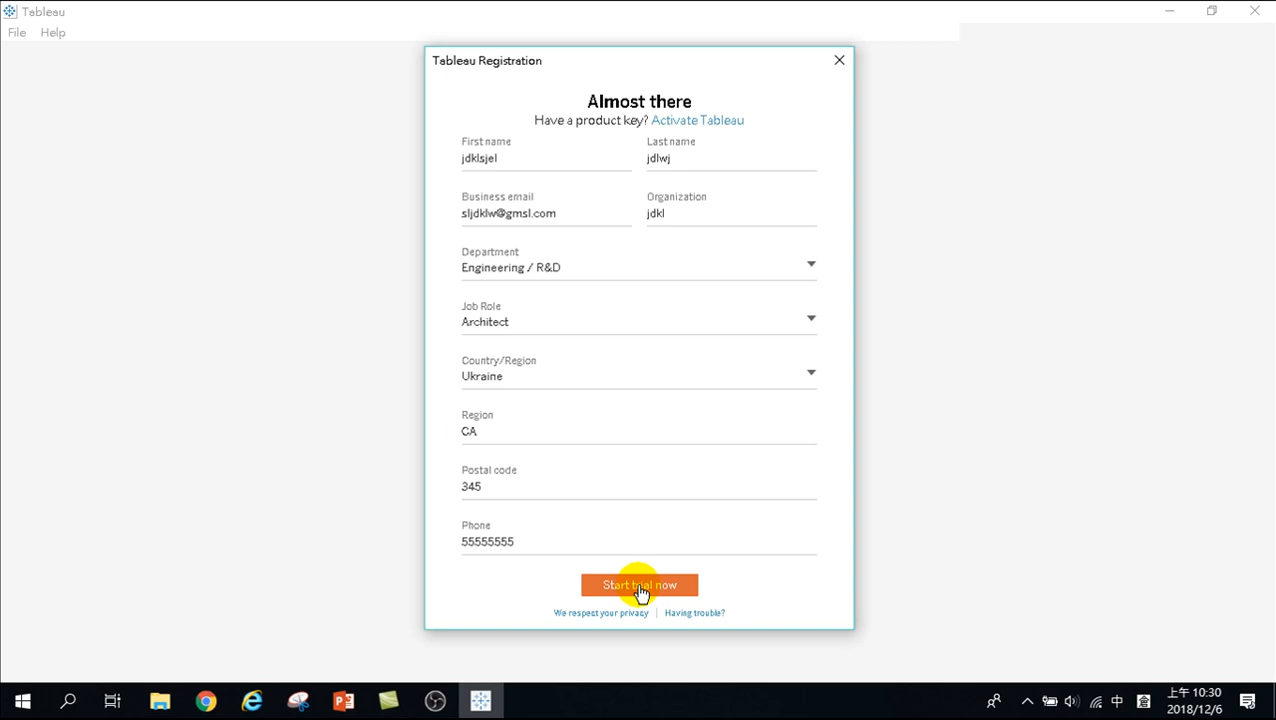 Tableau
File Help
Tableau Registration
Almost there
Have a product key? Activate Tableau
First name Last name
jdklsjel jdlwj
Business email Organization
sljdklw@gmsl.com jdkl
Department
Engineering / R&D
Job Role
Architect
Country/Region
Ukraine
Region
CA
Postal code
345
Phone
55555555
Start trial now
We respect your privacy Having trouble?
中
上午 10:30
2018/12/6